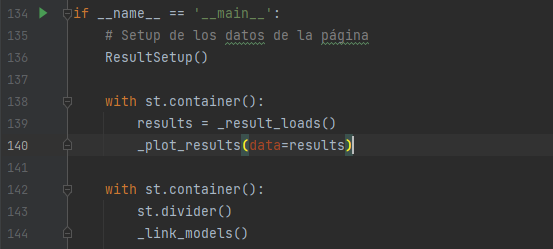 134 if __name__ == '__main__':
135 # Setup de los datos de la página
136 ResultSetup()
137
138 with st.container():
139 results = _result_loads()
140 _plot_results(data=results)
141
142 with st.container():
143 st.divider()
144 _link_models()